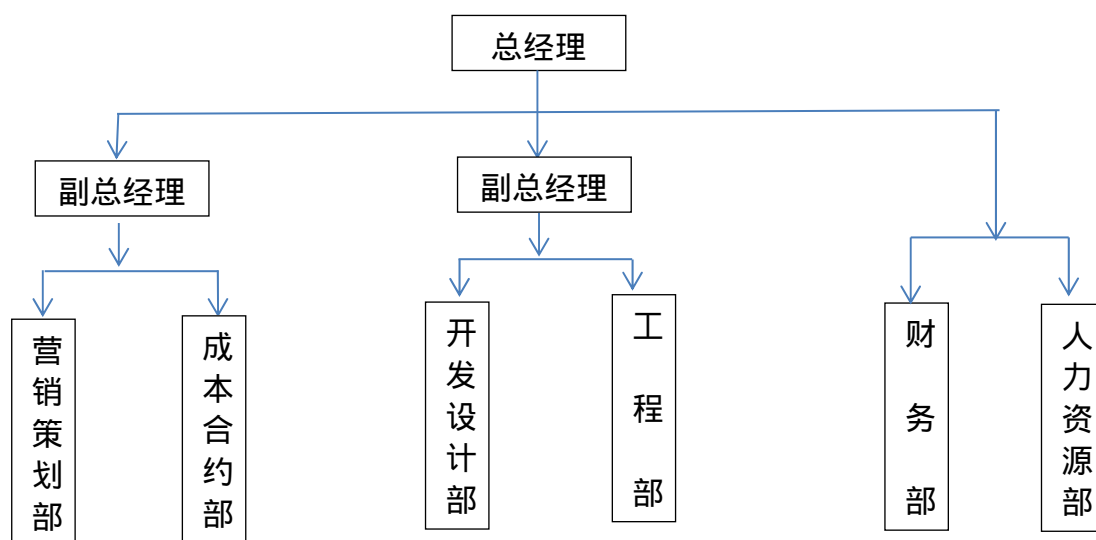 总经理
副总经理
副总经理
营销策划部
成本合约部
开发设计部
工程部
财务部
人力资源部